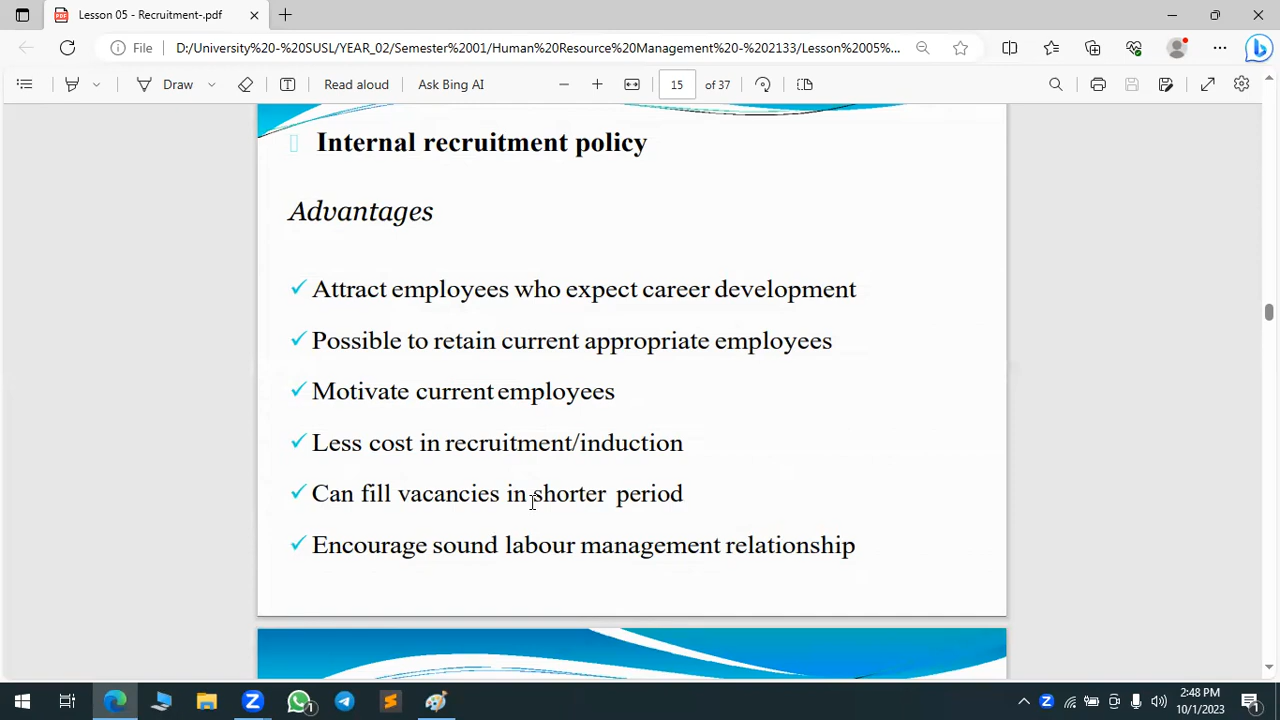 Lesson 05 - Recruitment-.pdf
File D:/University%20-%20SUSL/YEAR_02/Semester%2001/Human%20Resource%20Management%20-%202133/Lesson%2005%...
Draw Read aloud Ask Bing AI 15 of 37
Internal recruitment policy
Advantages
✓ Attract employees who expect career development
✓ Possible to retain current appropriate employees
✓ Motivate current employees
✓ Less cost in recruitment/induction
✓ Can fill vacancies in shorter period
✓ Encourage sound labour management relationship
2:48 PM
10/1/2023